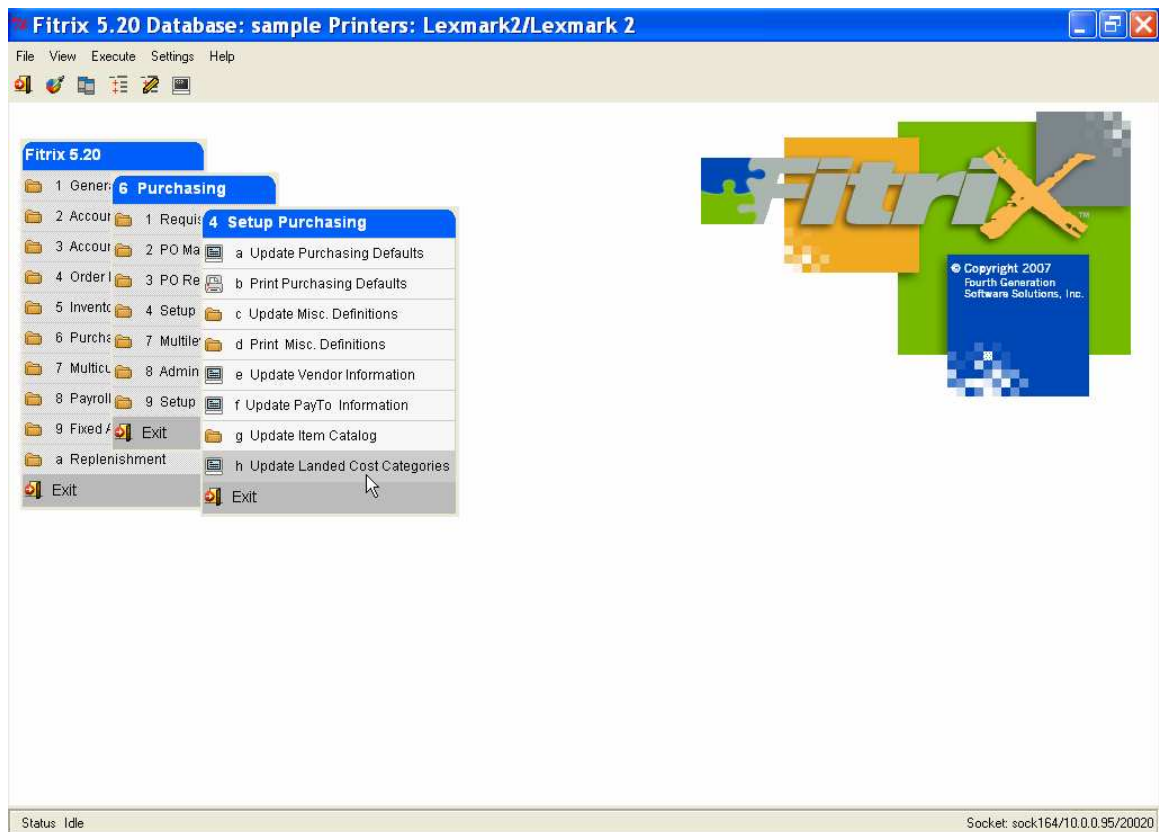 Fitrix 5.20 Database: sample Printers: Lexmark2/Lexmark 2
File View Execute Settings Help
Fitrix 5.20
1 Gener
2 Accour
3 Accour
4 Order
5 Invento
6 Purcha
7 Multicu
8 Payroll
9 Fixed
a Replenishment
Exit
6 Purchasing
1 Requis
2 PO Ma
3 PO Re
4 Setup
7 Multile
8 Admin
9 Setup
Exit
4 Setup Purchasing
a Update Purchasing Defaults
b Print Purchasing Defaults
c Update Misc. Definitions
d Print Misc. Definitions
e Update Vendor Information
f Update PayTo Information
g Update Item Catalog
h Update Landed Cost Categories
Exit
FitriX
™
© Copyright 2007
Fourth Generation
Software Solutions, Inc.
Status Idle
Socket: sock164/10.0.0.95/20020